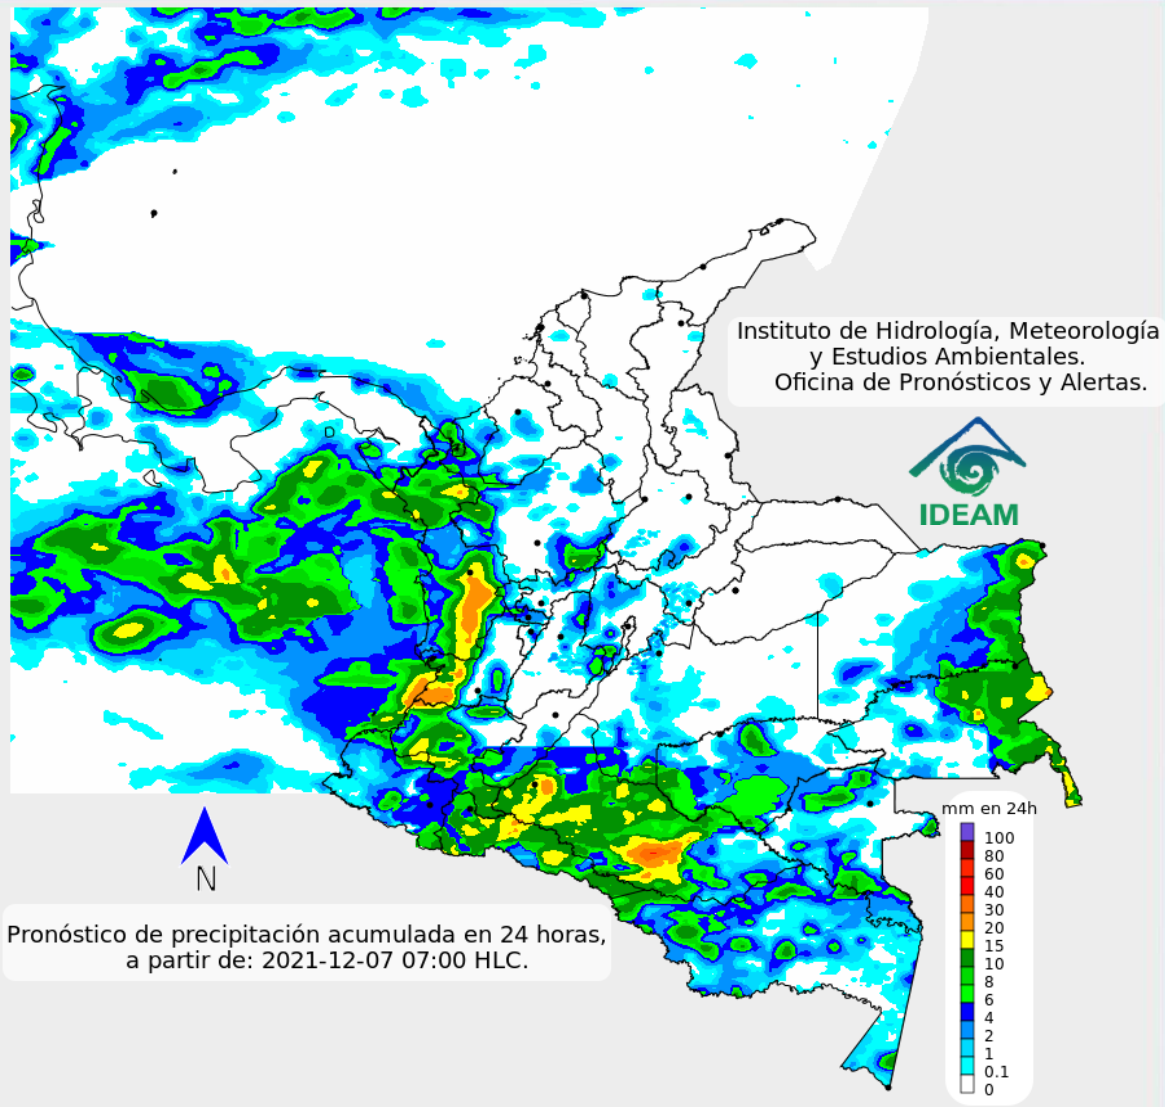 Instituto de Hidrología, Meteorología
y Estudios Ambientales.
Oficina de Pronósticos y Alertas.
IDEAM
mm en 24h
100
80
60
40
30
20
15
10
8
6
4
2
1
0.1
0
N
Pronóstico de precipitación acumulada en 24 horas,
a partir de: 2021-12-07 07:00 HLC.